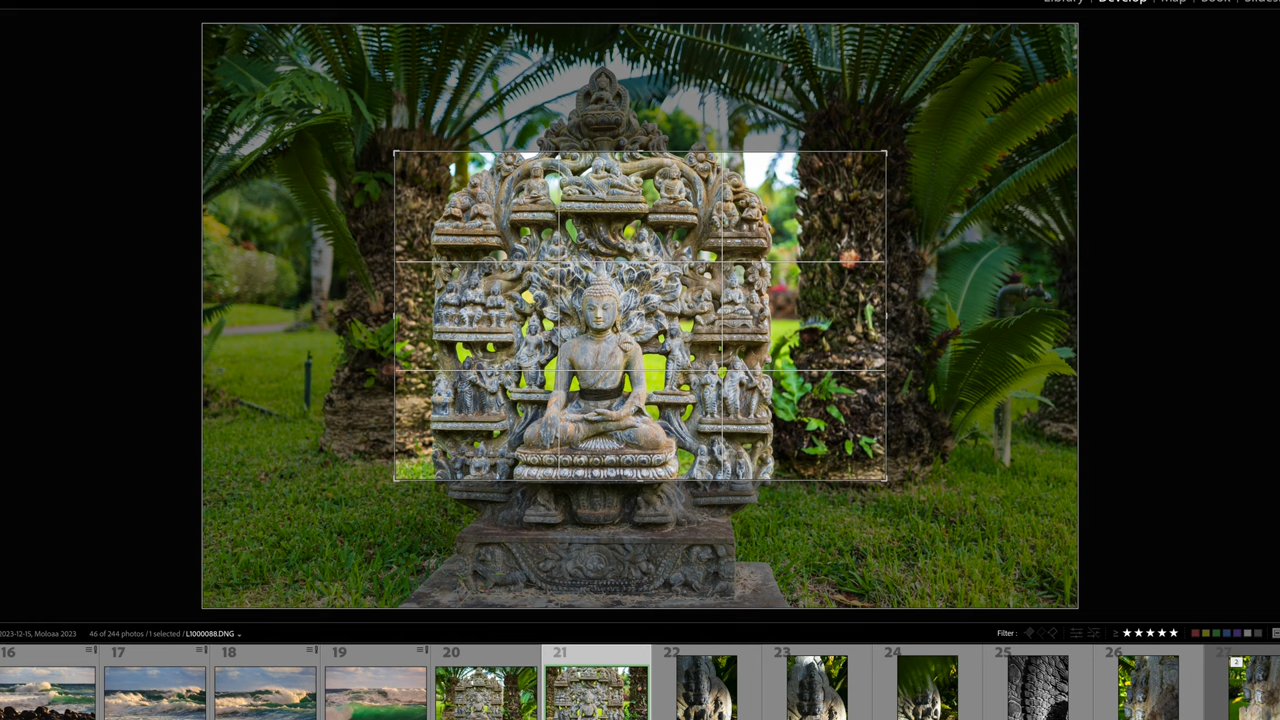 Library | Develop | Map | Book | Slides
2023-12-15, Moloaa 2023 46 of 244 photos / 1 selected / L1000088.DNG
Filter : ≥ ★ ★ ★ ★ ★
16 17 18 19 20 21 22 23 24 25 26 27
2